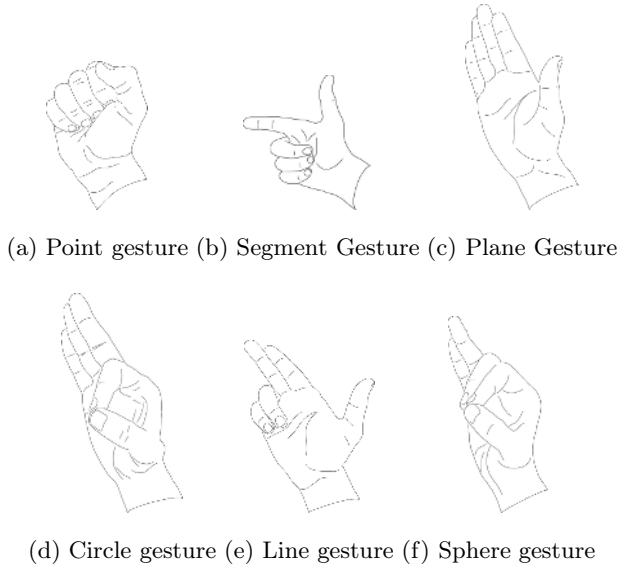 (a) Point gesture (b) Segment Gesture (c) Plane Gesture
(d) Circle gesture (e) Line gesture (f) Sphere gesture